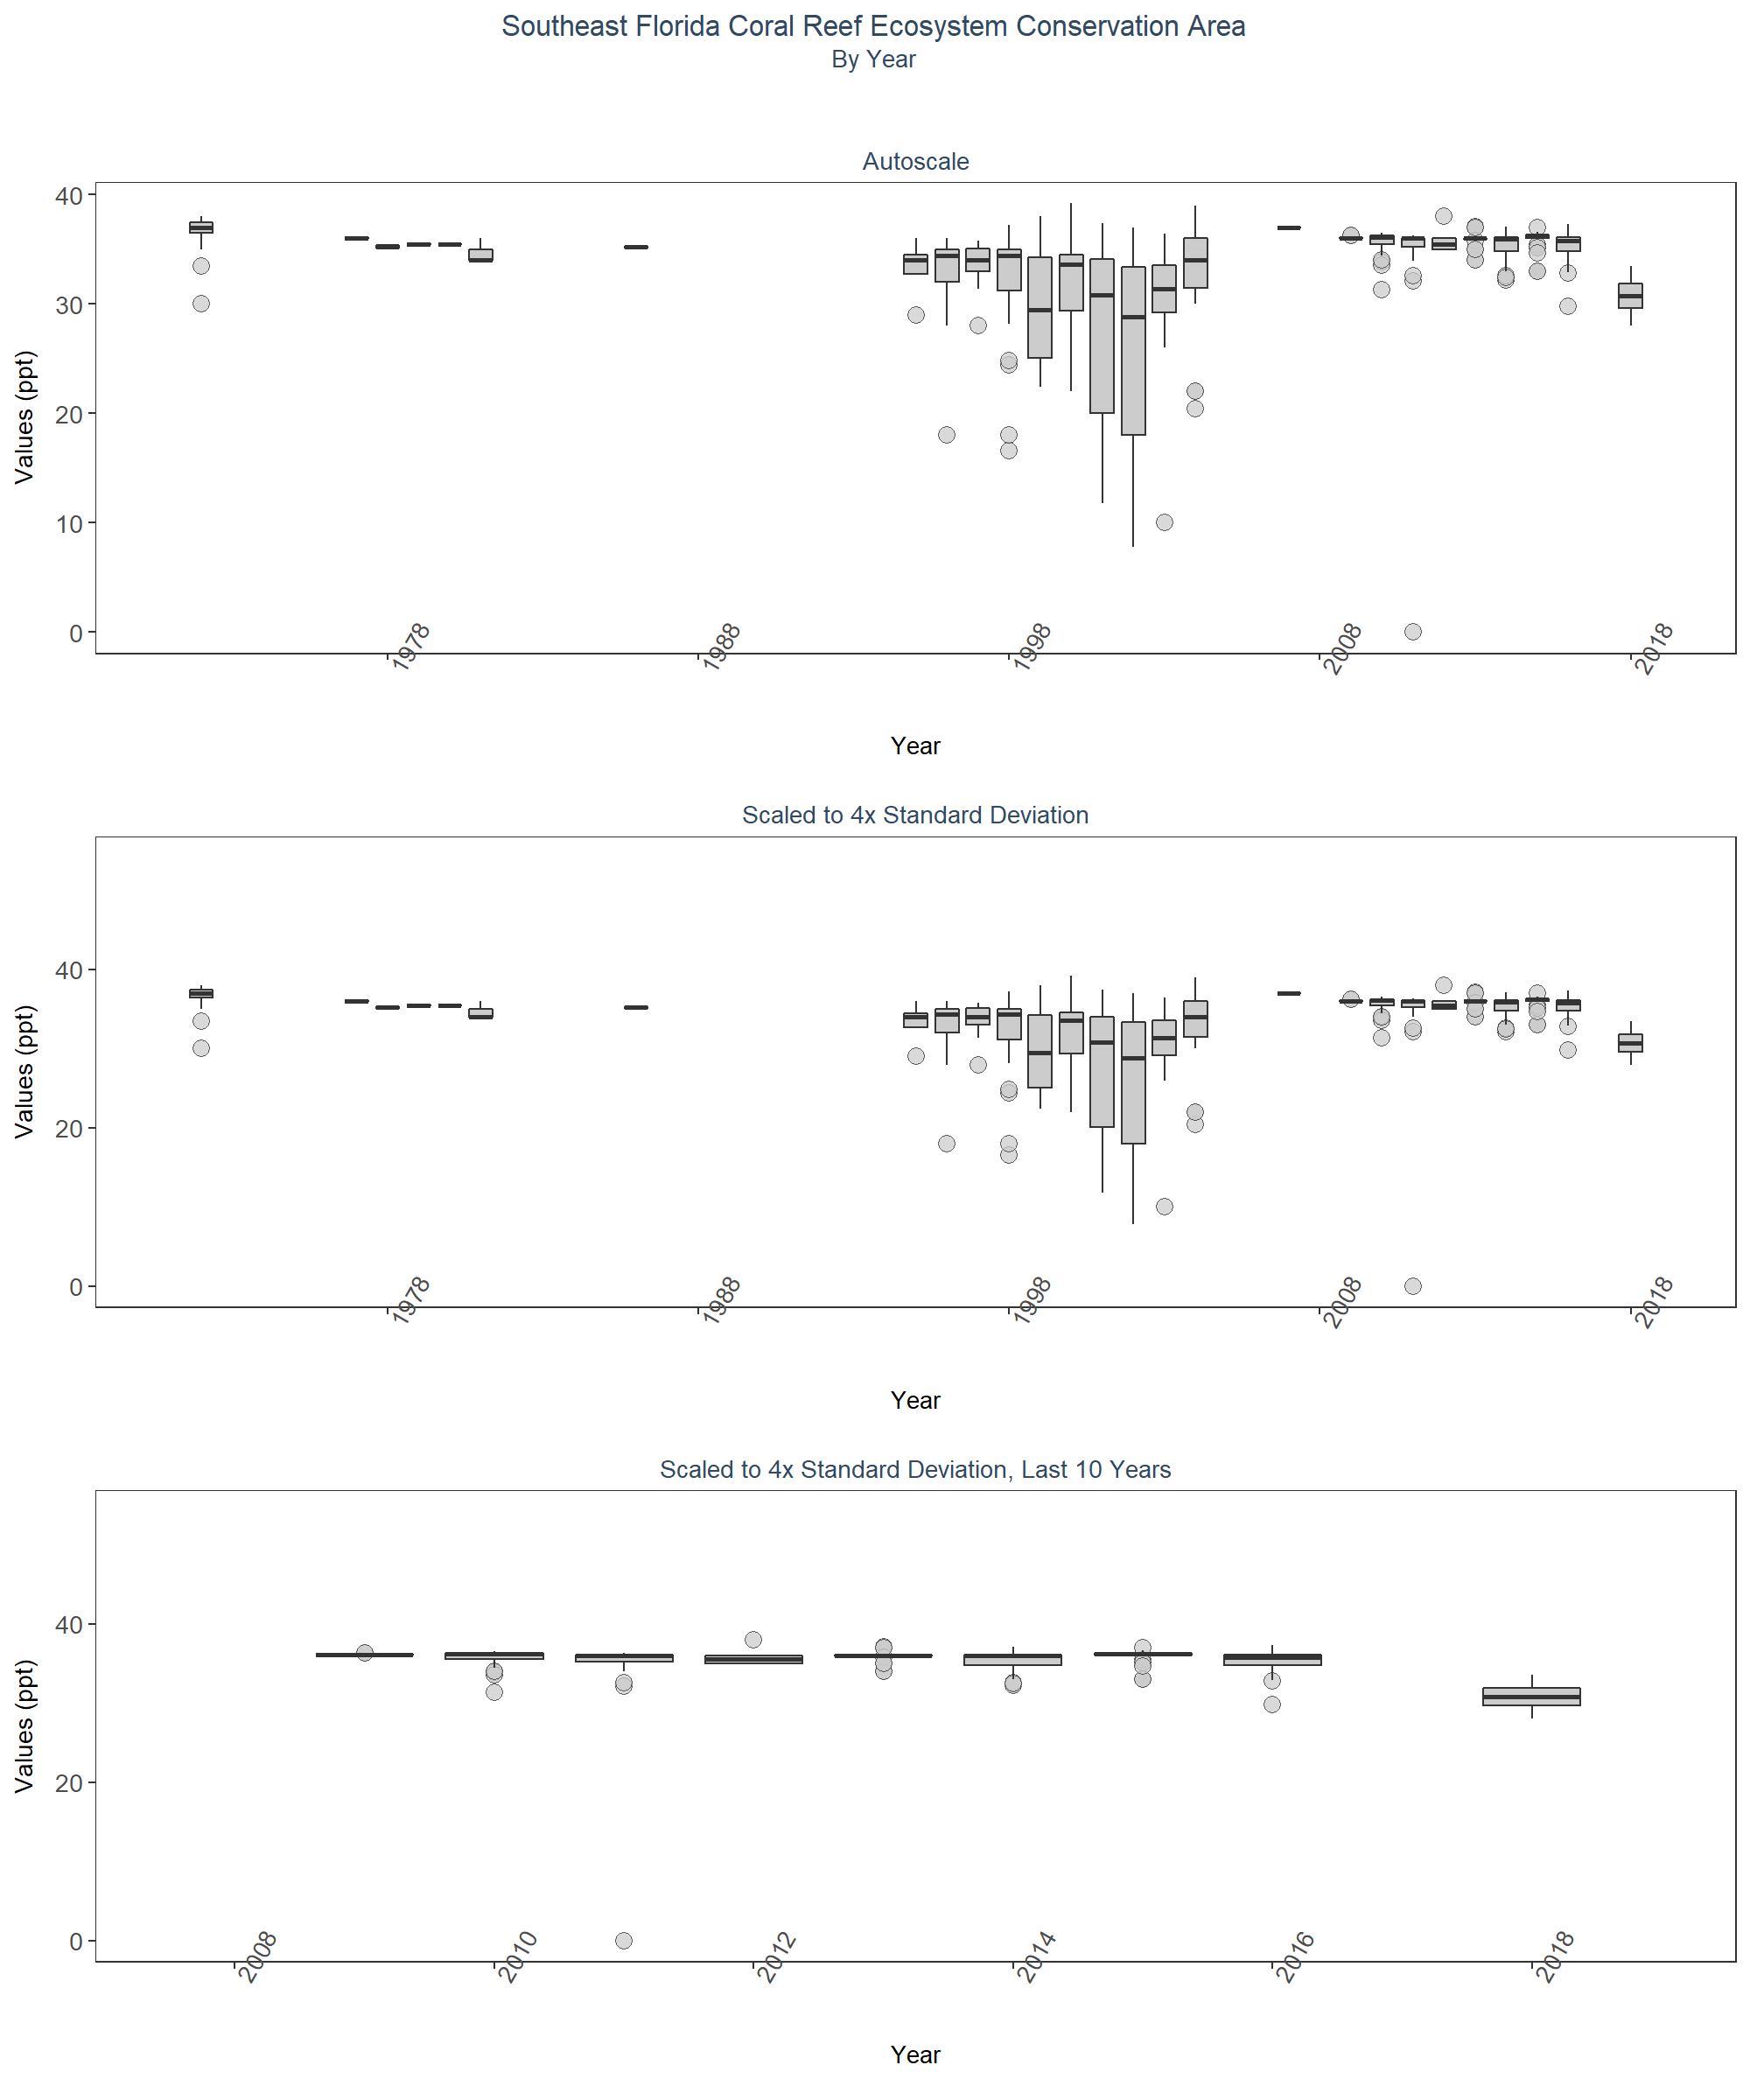 Southeast Florida Coral Reef Ecosystem Conservation Area
By Year
Autoscale
Values (ppt)
40
30
20
10
0
1978
1988
1998
2008
2018
Year
Scaled to 4x Standard Deviation
Values (ppt)
40
20
0
1978
1988
1998
2008
2018
Year
Scaled to 4x Standard Deviation, Last 10 Years
Values (ppt)
40
20
0
2008
2010
2012
2014
2016
2018
Year